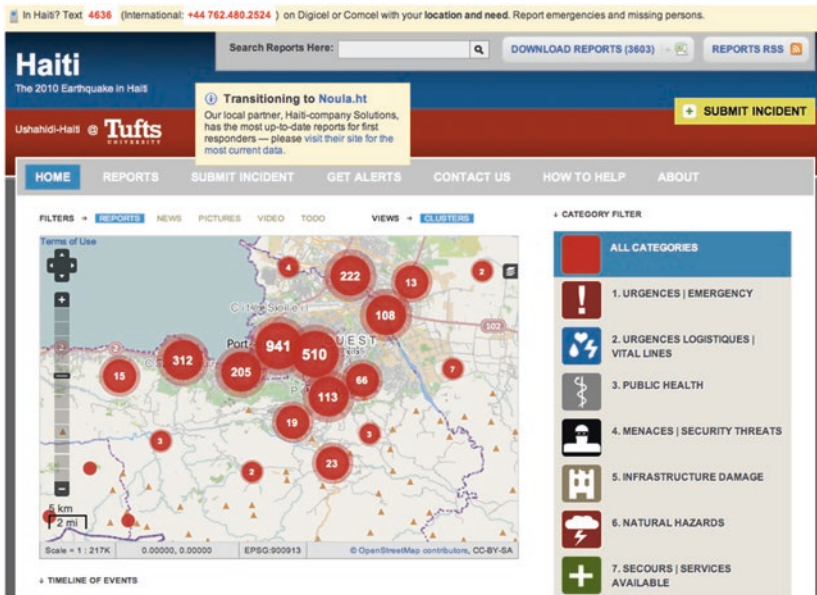 In Haiti? Text 4636 (International: +44 762.480.2524 ) on Digicel or Comcel with your location and need. Report emergencies and missing persons.
Haiti
The 2010 Earthquake in Haiti
Search Reports Here:
DOWNLOAD REPORTS (3603)
REPORTS RSS
Transitioning to Noula.ht
Our local partner, Haiti-company Solutions,
has the most up-to-date reports for first
responders — please visit their site for the
most current data.
SUBMIT INCIDENT
Ushahidi-Haiti @ Tufts
UNIVERSITY
HOME REPORTS SUBMIT INCIDENT GET ALERTS CONTACT US HOW TO HELP ABOUT
FILTERS REPORTS NEWS PICTURES VIDEO TODO VIEWS CLUSTERS
Terms of Use
4
222
13
2
108
102
Port
941
510
312
205
15
66
7
113
19
3
3
23
2
5 km
2 mi
Scale = 1 : 217K 0.00000, 0.00000 EPSG:900913 © OpenStreetMap contributors, CC-BY-SA
TIMELINE OF EVENTS
CATEGORY FILTER
ALL CATEGORIES
1. URGENCES | EMERGENCY
2. URGENCES LOGISTIQUES |
VITAL LINES
3. PUBLIC HEALTH
4. MENACES | SECURITY THREATS
5. INFRASTRUCTURE DAMAGE
6. NATURAL HAZARDS
7. SECOURS | SERVICES
AVAILABLE